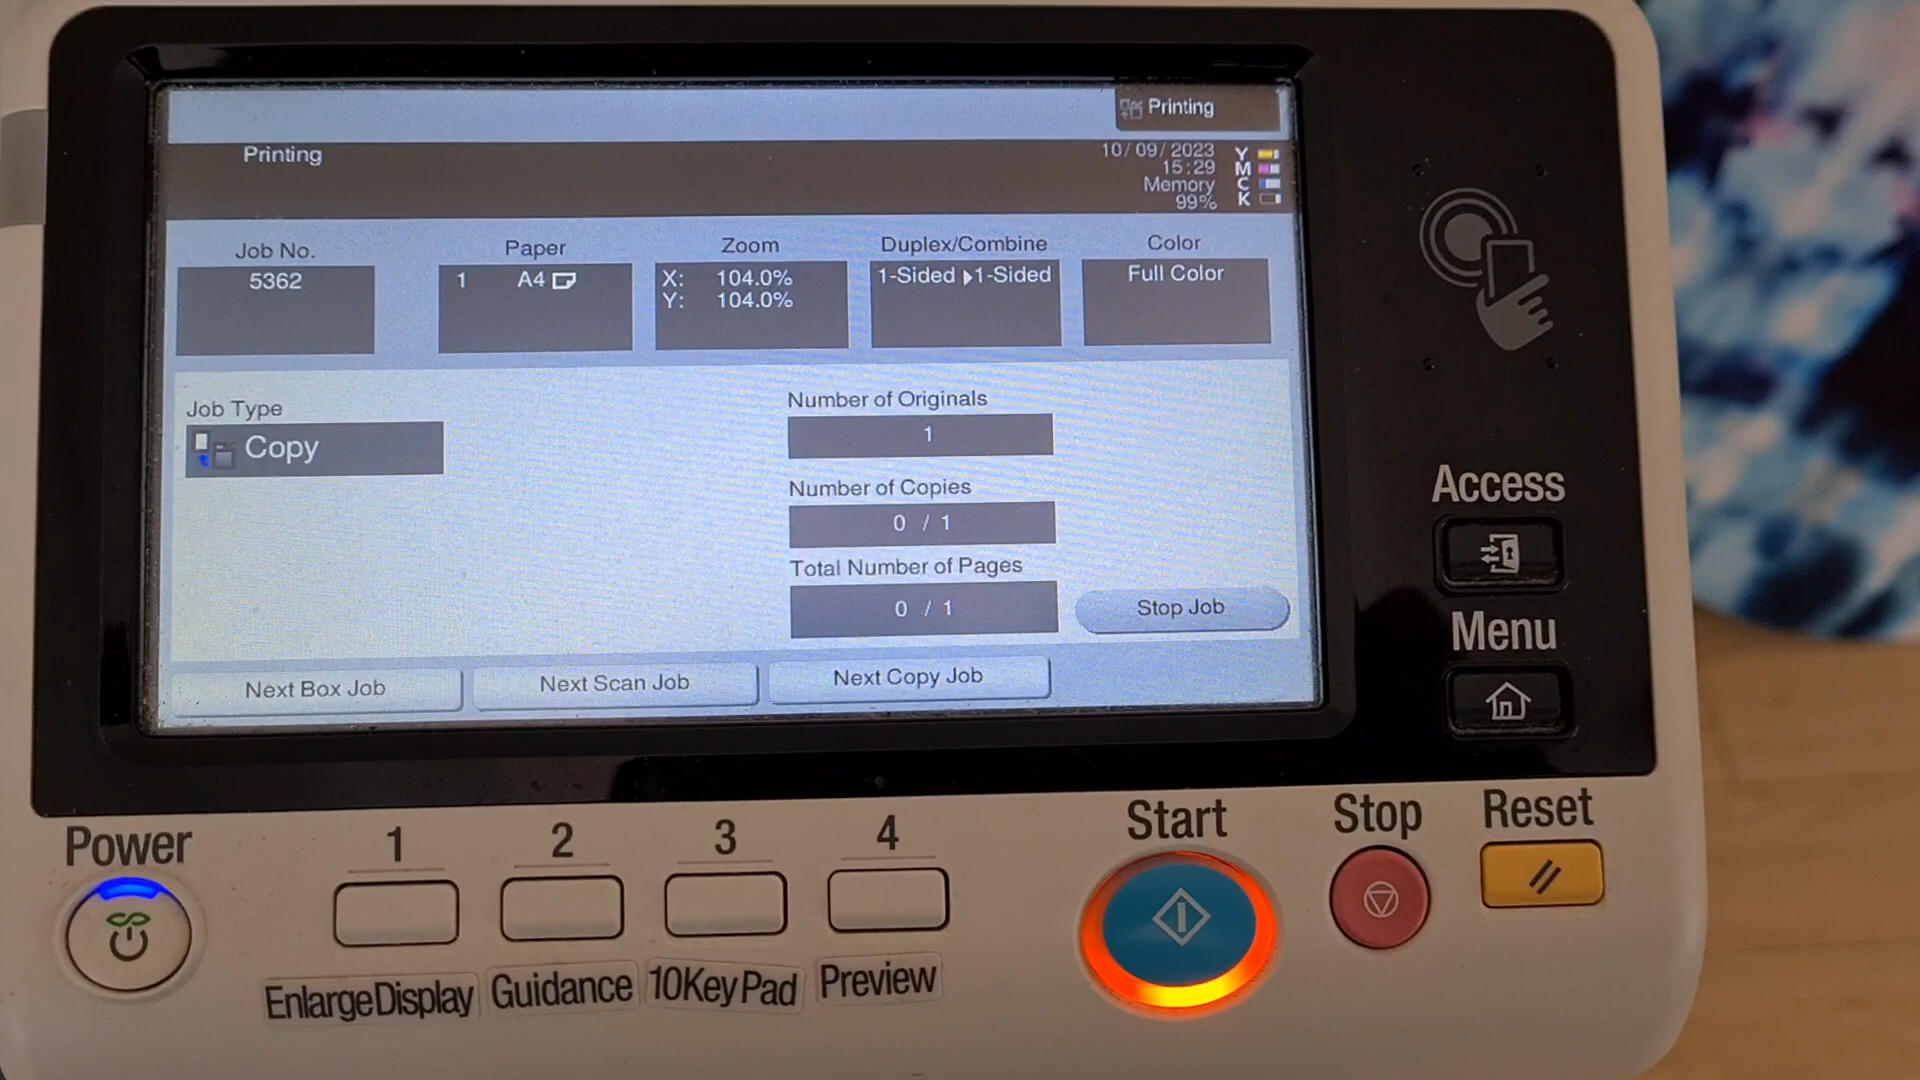 Printing
Printing
10/09/2023
15:29
Memory
99%
Y
M
C
K
Job No.
5362
Paper
1 A4
Zoom
X: 104.0%
Y: 104.0%
Duplex/Combine
1-Sided ▶1-Sided
Color
Full Color
Job Type
Copy
Number of Originals
1
Number of Copies
0 / 1
Total Number of Pages
0 / 1
Stop Job
Next Box Job
Next Scan Job
Next Copy Job
Access
Menu
Power
1
2
3
4
Start
Stop
Reset
EnlargeDisplay
Guidance
10KeyPad
Preview